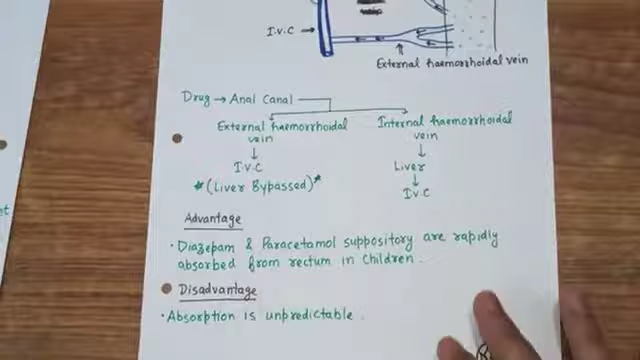 I.V.C →
External haemorrhoidal vein
Drug → Anal Canal
External haemorrhoidal
vein
Internal haemorrhoidal
vein
↓
I.V.C
*(Liver Bypassed)*
↓
Liver
↓
I.V.C
Advantage
· Diazepam & Paracetamol suppository are rapidly
absorbed from rectum in Children.
Disadvantage
· Absorption is unpredictable.